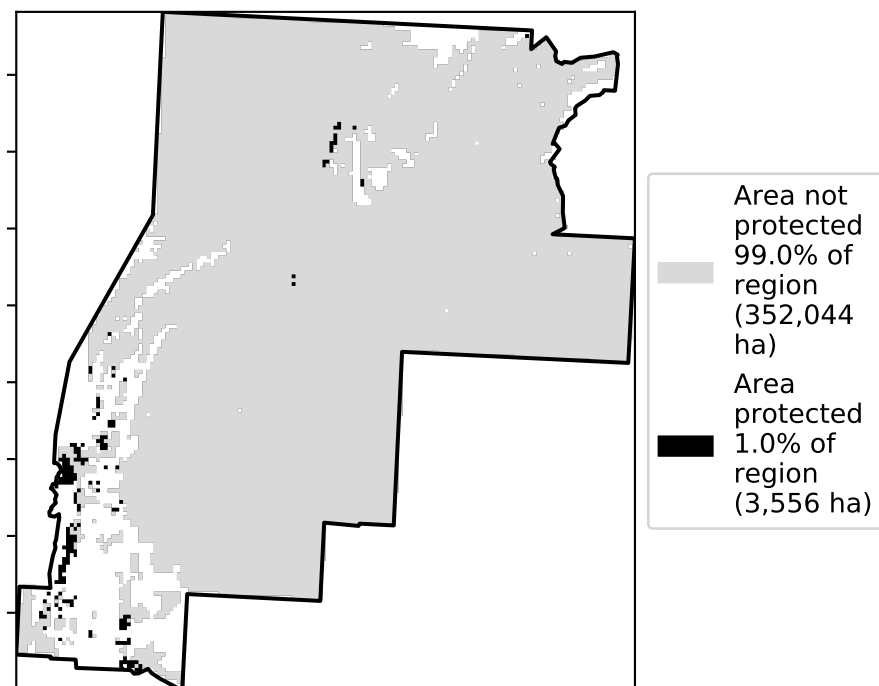 Area not
protected
99.0% of
region
(352,044
ha)
Area
protected
1.0% of
region
(3,556 ha)